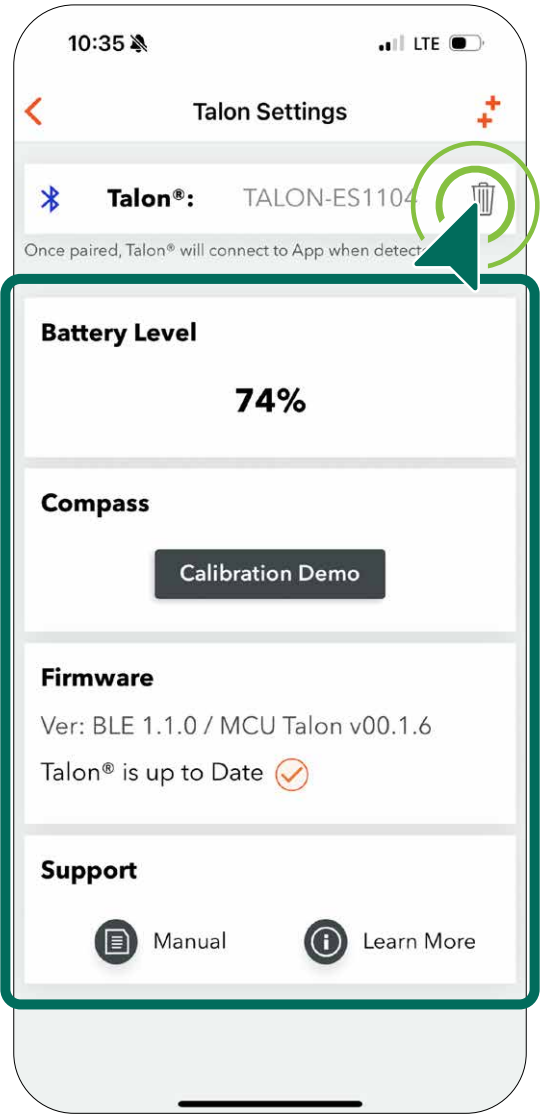 10:35 LTE
Talon Settings
Talon®: TALON-ES1104
Once paired, Talon® will connect to App when
Battery Level
74%
Compass
Calibration Demo
Firmware
Ver: BLE 1.1.0 / MCU Talon v00.1.6
Talon® is up to Date
Support
Manual Learn More